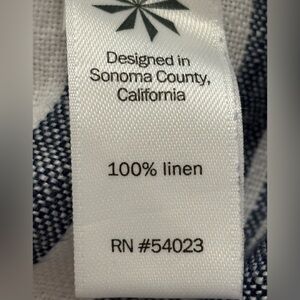 Designed in
Sonoma County,
California
100% linen
RN #54023